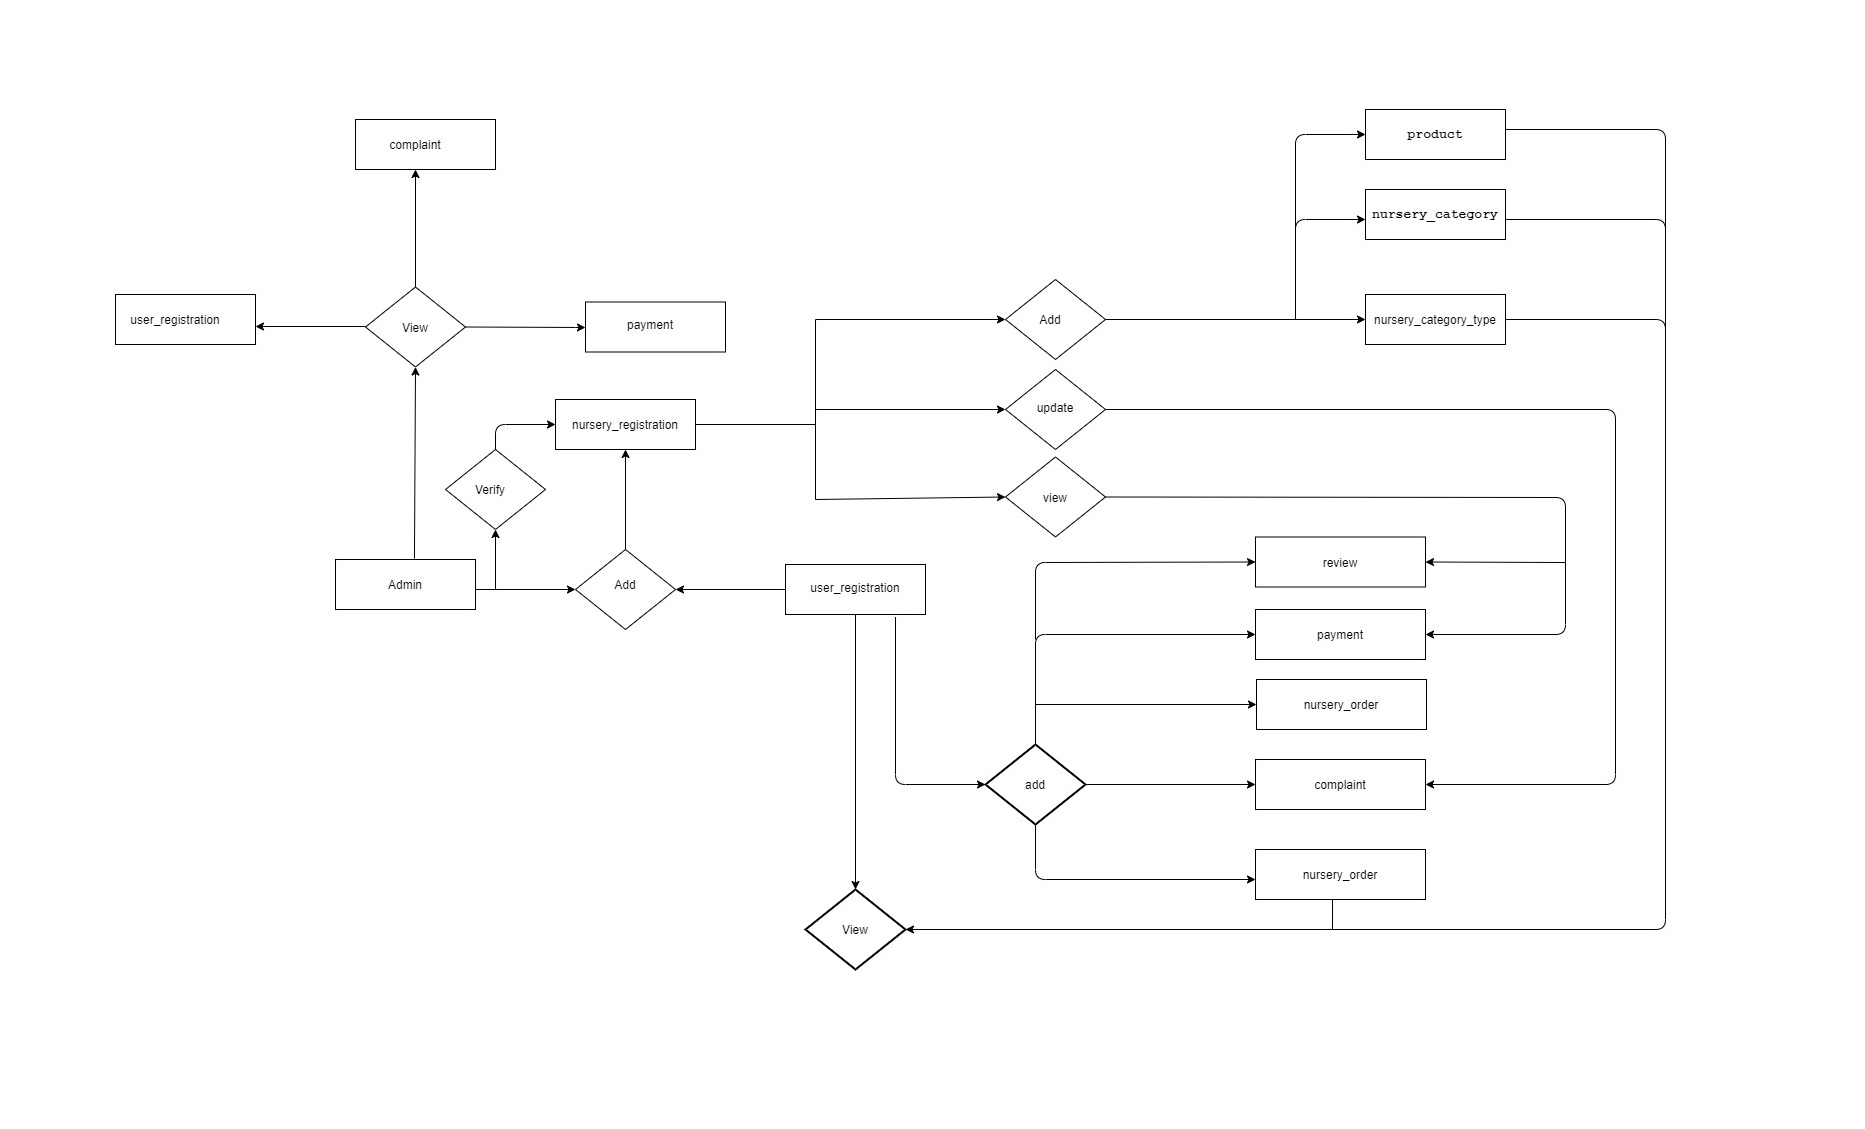 complaint
product
nursery_category
user_registration
View
payment
Add
nursery_category_type
update
nursery_registration
Verify
view
review
Admin
Add
user_registration
payment
nursery_order
add
complaint
nursery_order
View